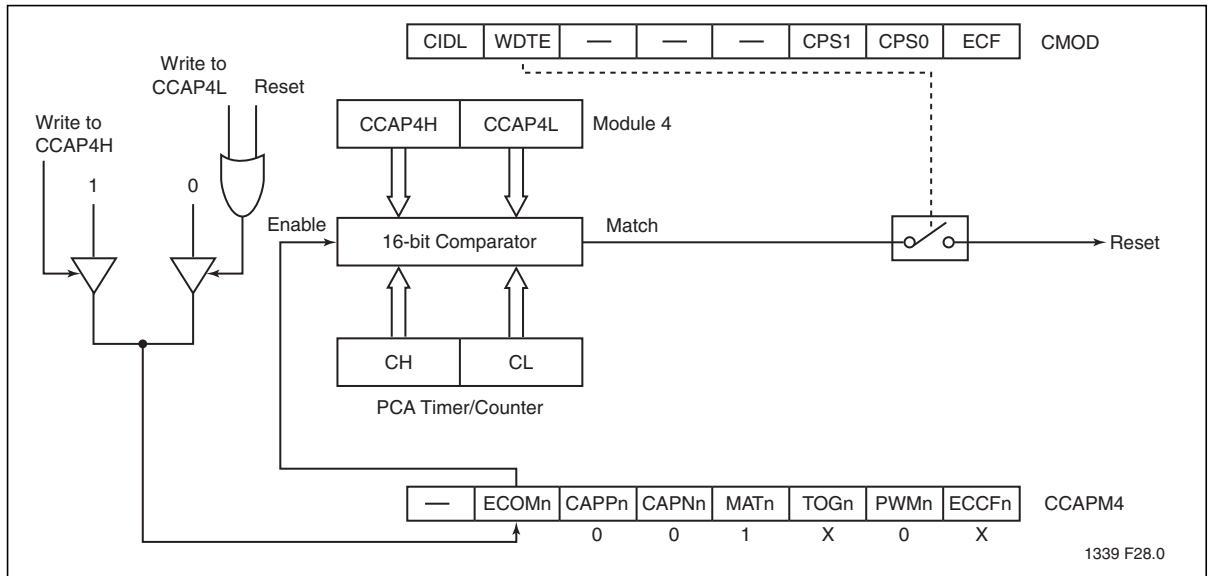 CIDL WDTE — — — CPS1 CPS0 ECF CMOD
Write to
CCAP4L Reset
Write to
CCAP4H
CCAP4H CCAP4L Module 4
1 0
Enable 16-bit Comparator Match Reset
CH CL
PCA Timer/Counter
— ECOMn CAPPn CAPNn MATn TOGn PWMn ECCFn CCAPM4
0 0 1 X 0 X
1339 F28.0